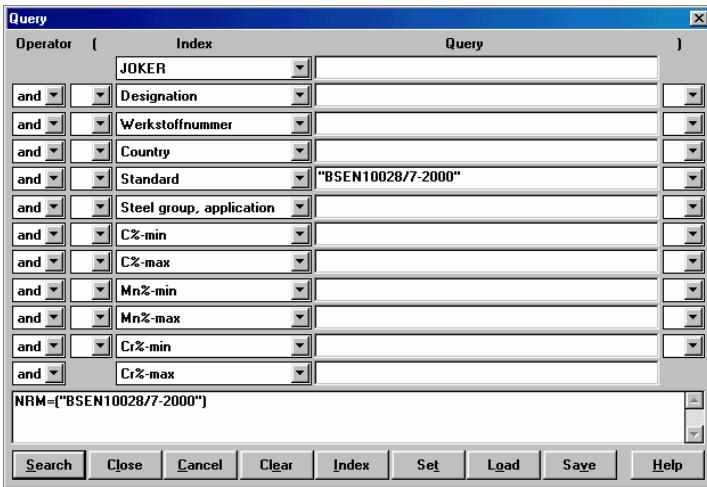 Query
Operator ( Index Query )
JOKER
and Designation
and Werkstoffnummer
and Country
and Standard "BSEN10028/7-2000"
and Steel group, application
and C%-min
and C%-max
and Mn%-min
and Mn%-max
and Cr%-min
and Cr%-max
NRM=("BSEN10028/7-2000")
Search Close Cancel Clear Index Set Load Save Help